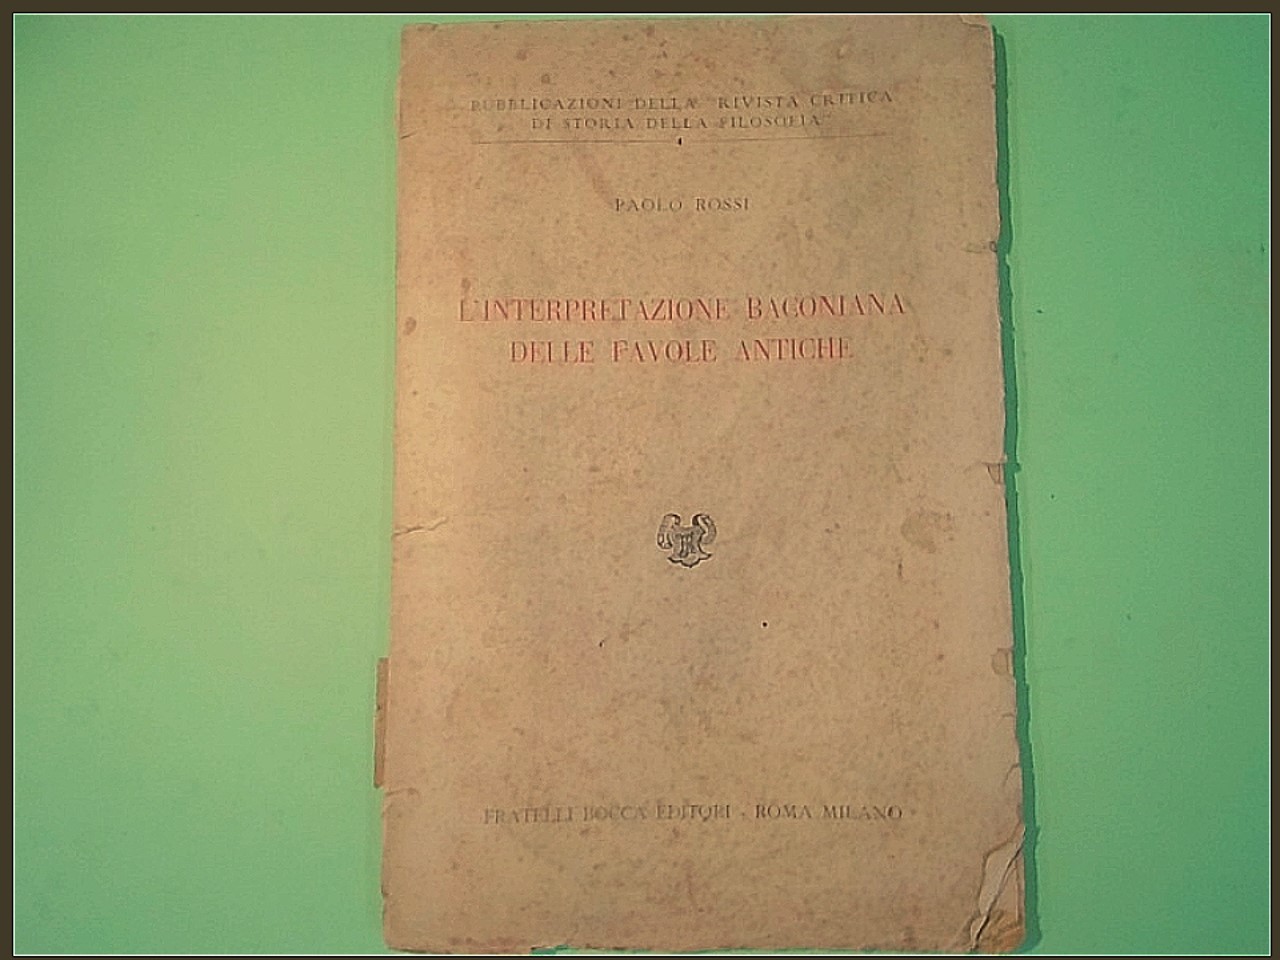 PUBBLICAZIONI DELLA "RIVISTA CRITICA
DI STORIA DELLA FILOSOFIA"
PAOLO ROSSI
L'INTERPRETAZIONE BACONIANA
DELLE FAVOLE ANTICHE
FRATELLI BOCCA EDITORI - ROMA MILANO